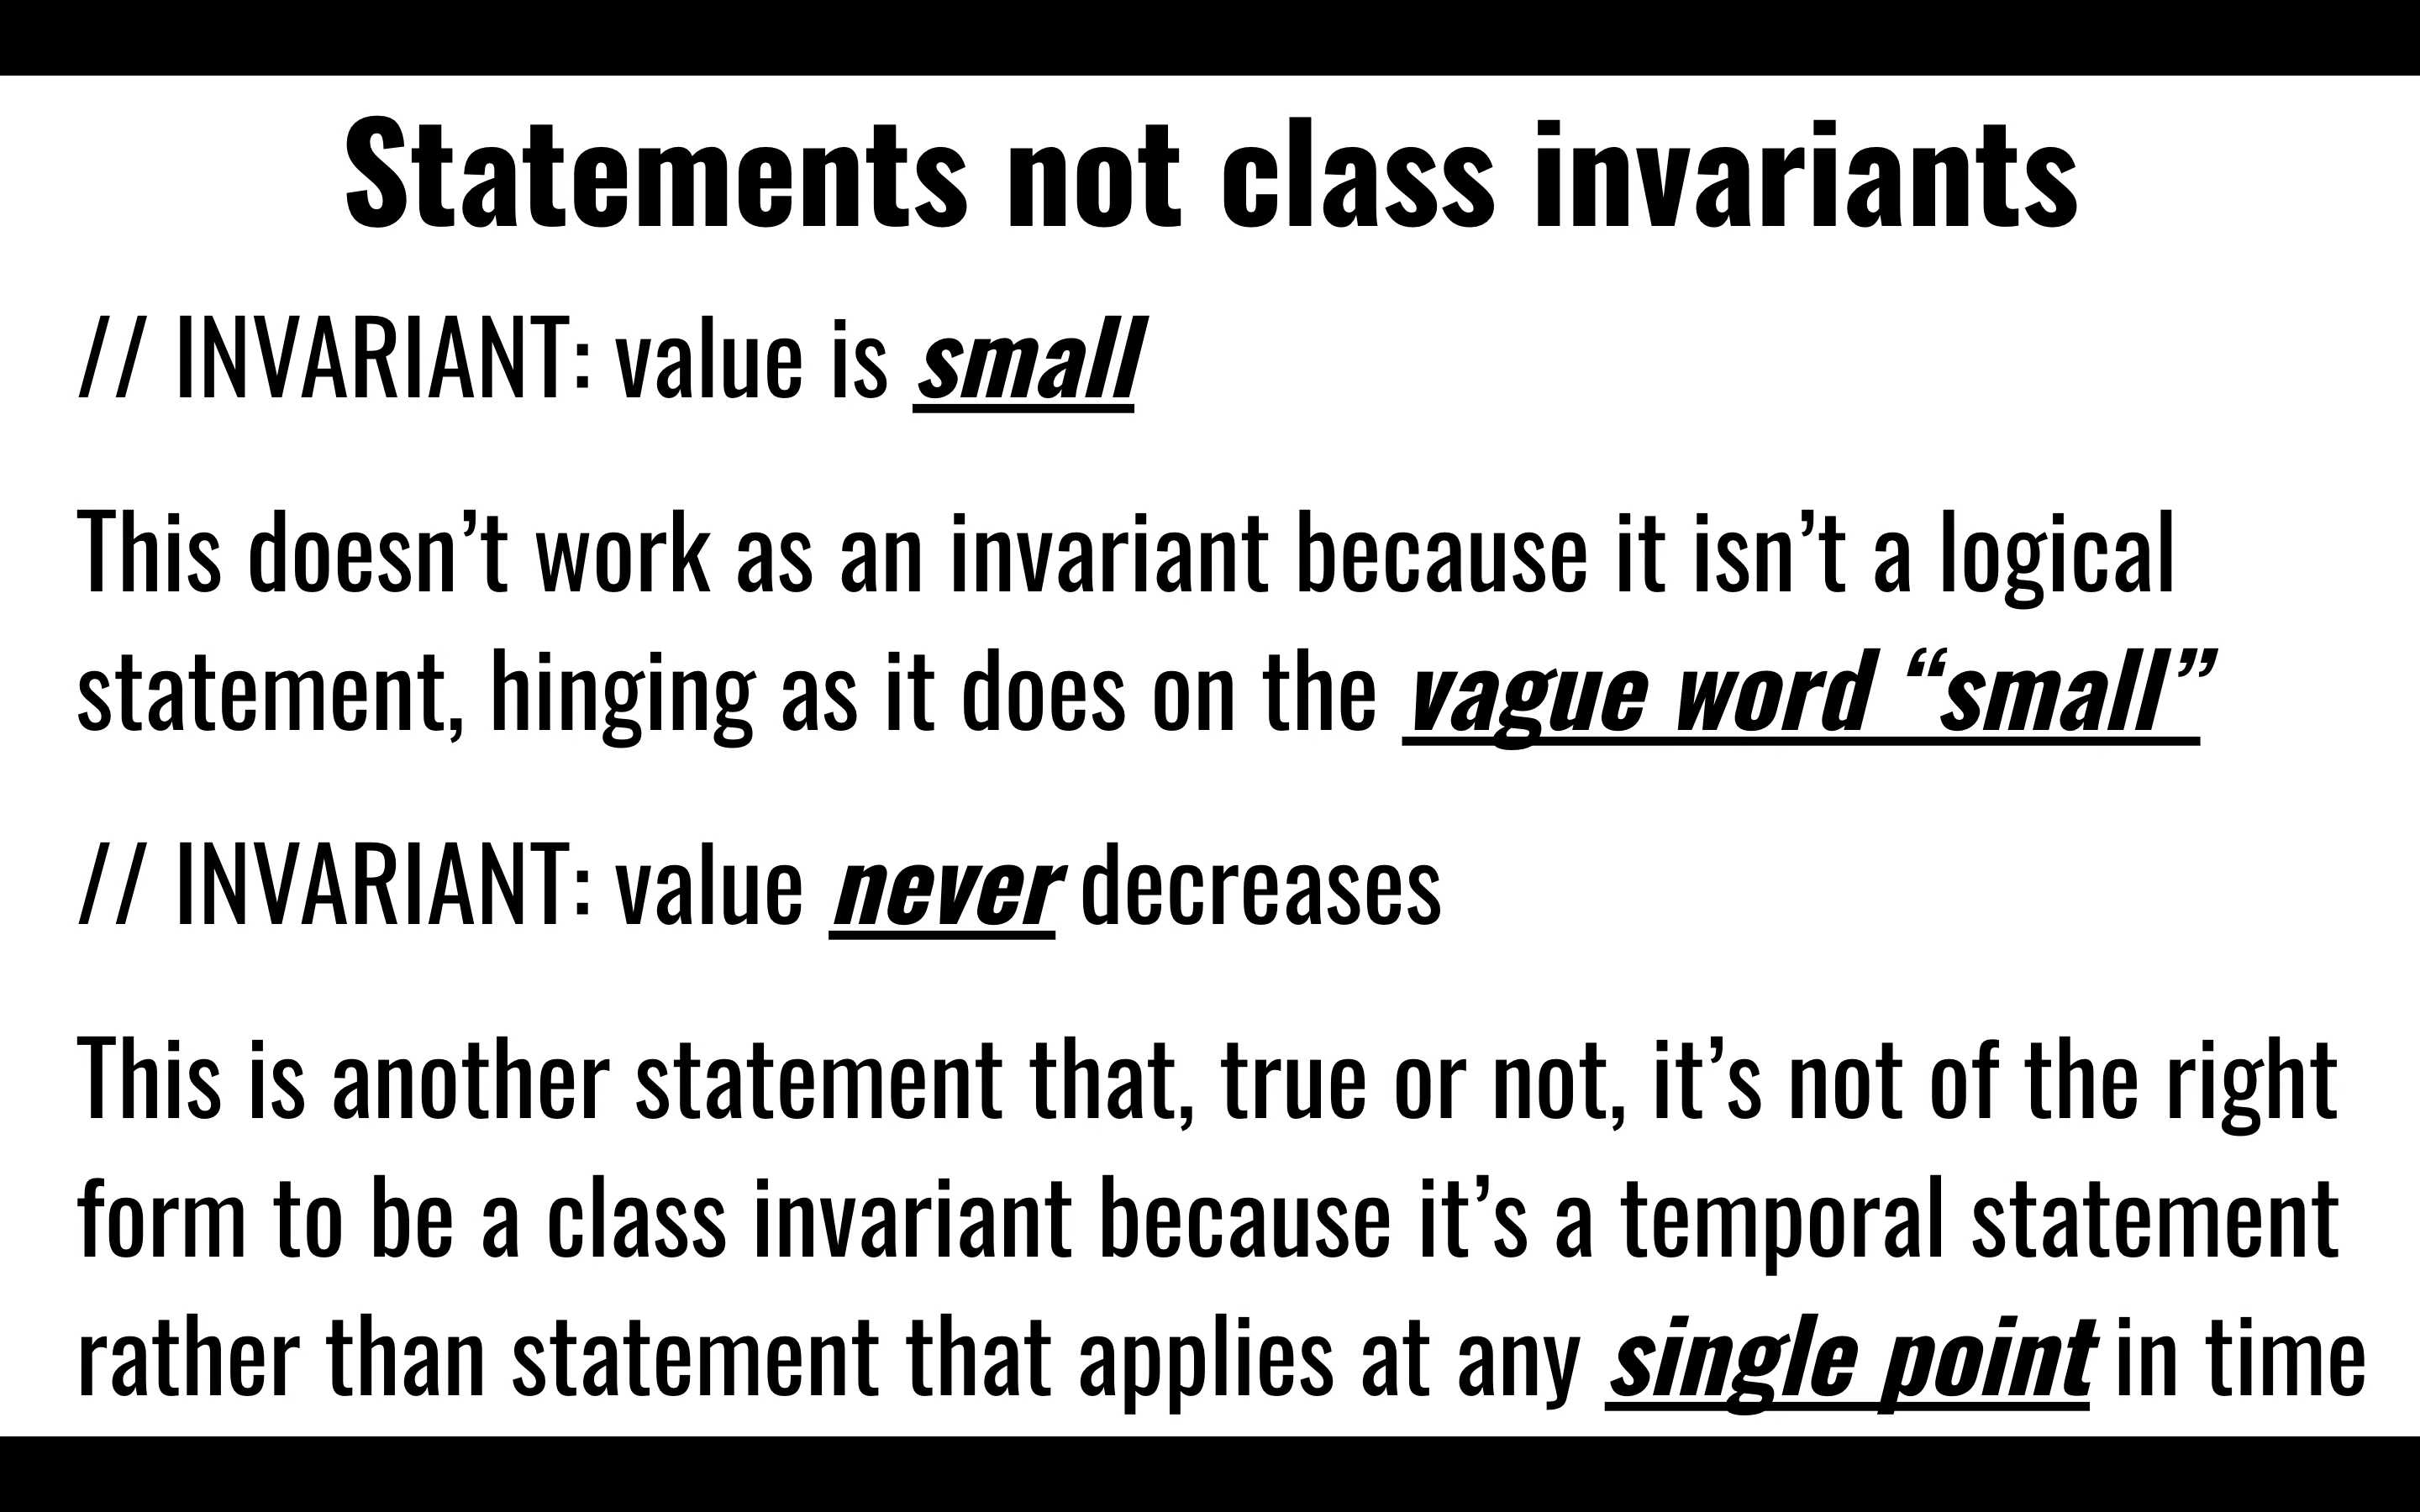 Statements not class invariants
// INVARIANT: value is small
This doesn’t work as an invariant because it isn’t a logical
statement, hinging as it does on the vague word “small”
// INVARIANT: value never decreases
This is another statement that, true or not, it’s not of the right
form to be a class invariant because it’s a temporal statement
rather than statement that applies at any single point in time